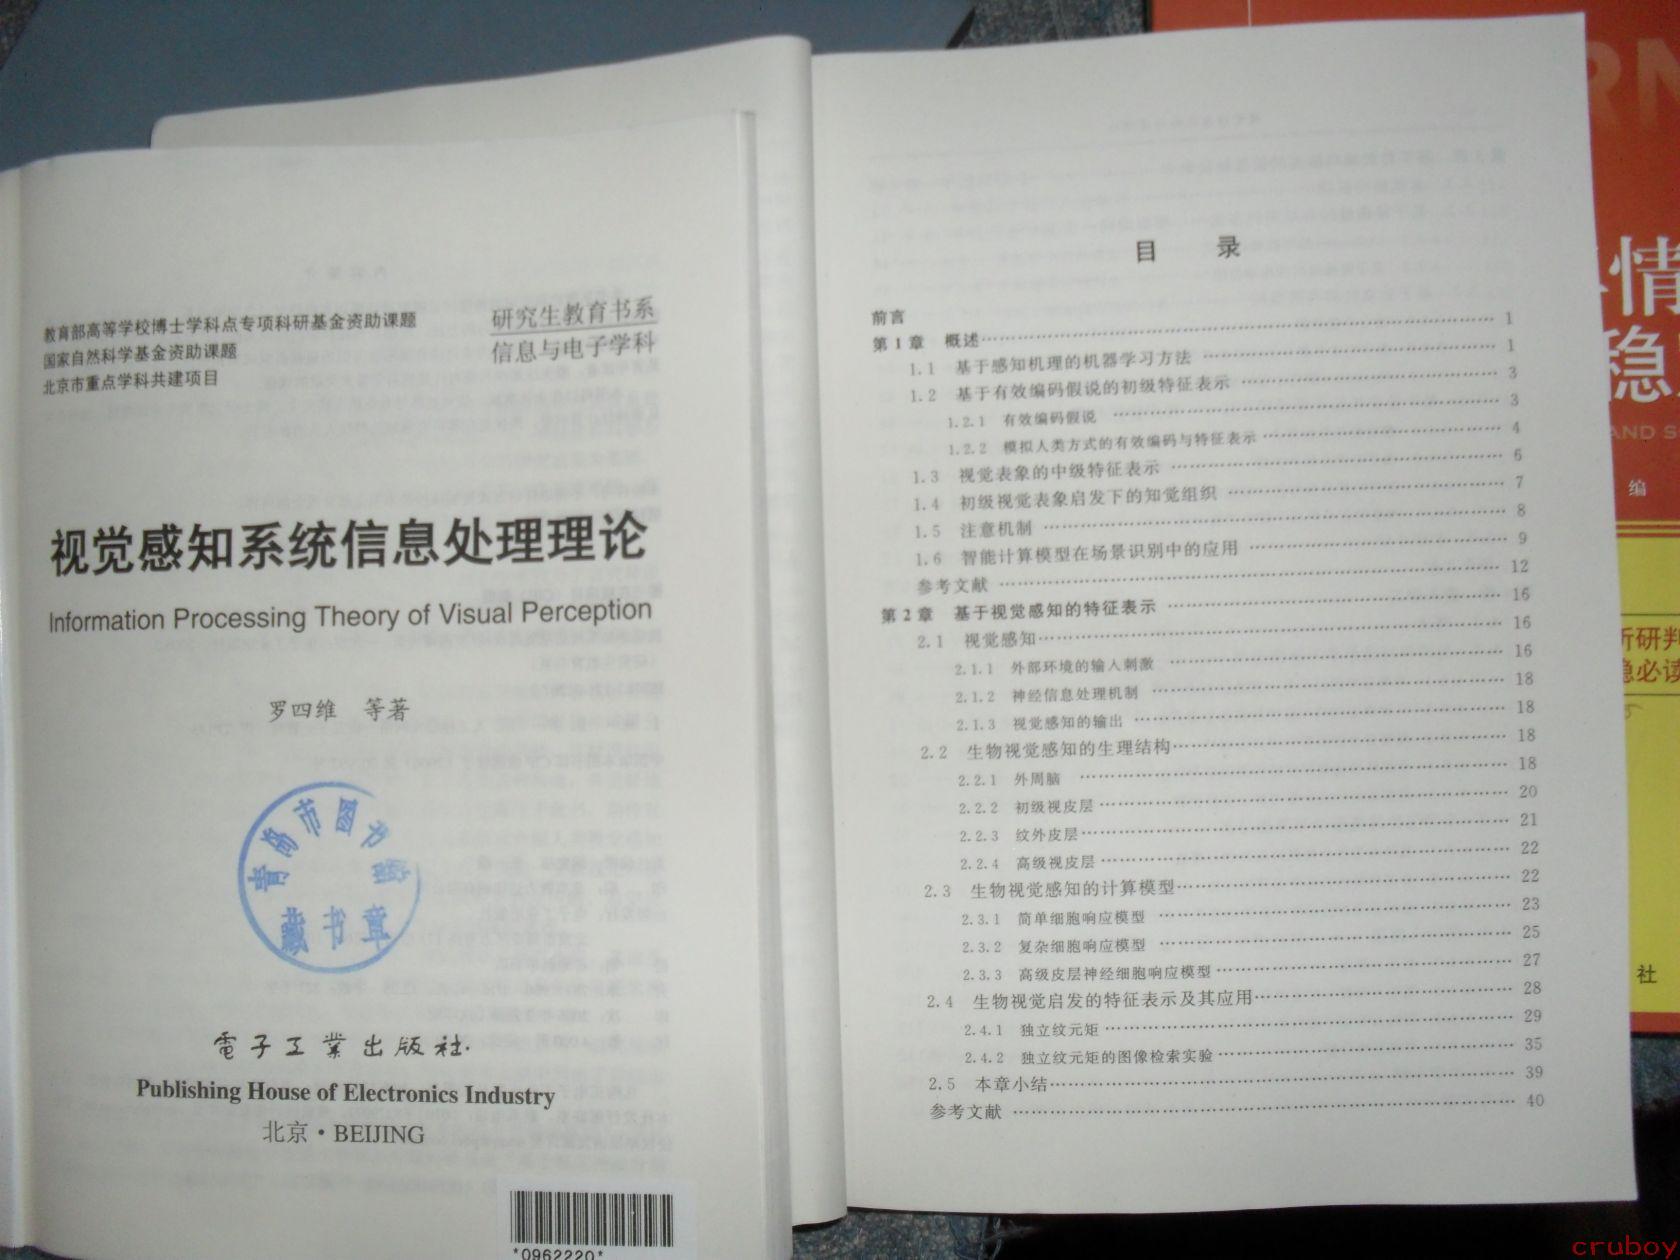 教育部高等学校博士学科点专项科研基金资助课题
国家自然科学基金资助课题
北京市重点学科共建项目
研究生教育书系
信息与电子学科
视觉感知系统信息处理理论
Information Processing Theory of Visual Perception
罗四维 等著
青岛市图书馆
藏书章
電子工業出版社
Publishing House of Electronics Industry
北京·BEIJING
*0962220*
目 录
前言
第1章 概述 1
1.1 基于感知机理的机器学习方法 1
1.2 基于有效编码假说的初级特征表示 3
1.2.1 有效编码假说 3
1.2.2 模拟人类方式的有效编码与特征表示 4
1.3 视觉表象的中级特征表示 6
1.4 初级视觉表象启发下的知觉组织 7
1.5 注意机制 8
1.6 智能计算模型在场景识别中的应用 9
参考文献 12
第2章 基于视觉感知的特征表示 16
2.1 视觉感知 16
2.1.1 外部环境的输入刺激 16
2.1.2 神经信息处理机制 18
2.1.3 视觉感知的输出 18
2.2 生物视觉感知的生理结构 18
2.2.1 外周脑 18
2.2.2 初级视皮层 20
2.2.3 纹外皮层 21
2.2.4 高级视皮层 22
2.3 生物视觉感知的计算模型 22
2.3.1 简单细胞响应模型 23
2.3.2 复杂细胞响应模型 25
2.3.3 高级皮层神经细胞响应模型 27
2.4 生物视觉启发的特征表示及其应用 28
2.4.1 独立纹元矩 29
2.4.2 独立纹元矩的图像检索实验 35
2.5 本章小结 39
参考文献 40
RN
情
稳
AND S
编
研判
必读
社
cruboy